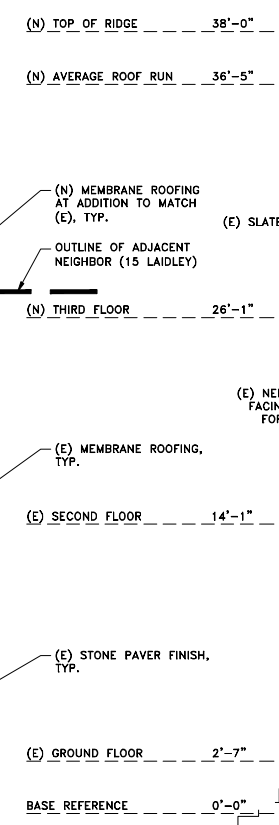 (N) TOP OF RIDGE 38'-0"
(N) AVERAGE ROOF RUN 36'-5"
(N) MEMBRANE ROOFING
AT ADDITION TO MATCH
(E), TYP.
(E) SLATE
OUTLINE OF ADJACENT
NEIGHBOR (15 LAIDLEY)
(N) THIRD FLOOR 26'-1"
(E)
FACIN
FOR
(E) MEMBRANE ROOFING,
TYP.
(E) SECOND FLOOR 14'-1"
(E) STONE PAVER FINISH,
TYP.
(E) GROUND FLOOR 2'-7"
BASE REFERENCE 0'-0"